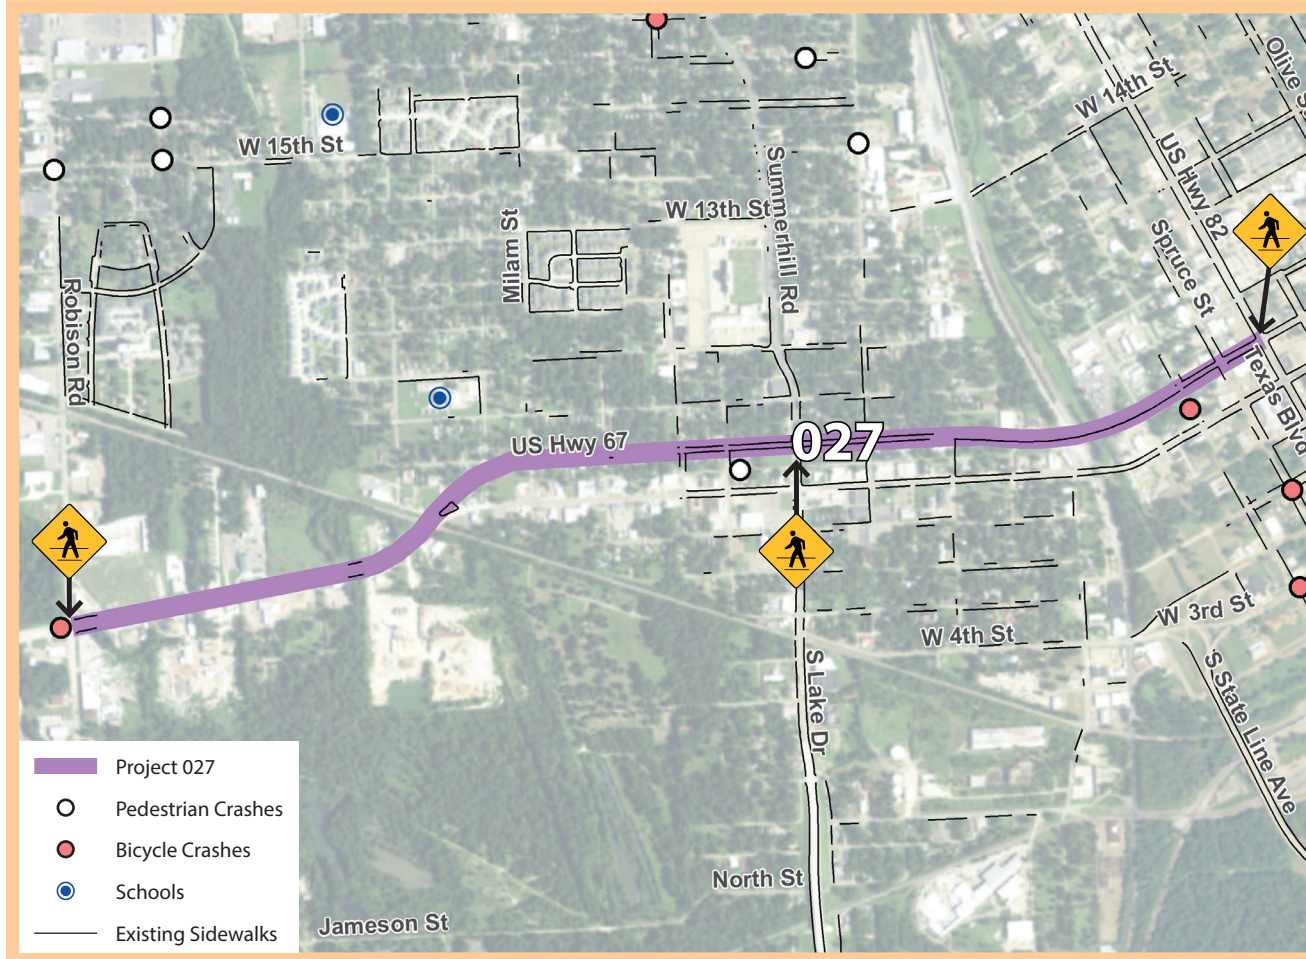 Olive S
W 14th St
W 15th St
US Hwy 82
Summerhill Rd
W 13th St
Milam St
Spruce St
Robison Rd
Texas Blvd
US Hwy 67
027
W 3rd St
W 4th St
S Lake Dr
S State Line Ave
North St
Jameson St
Project 027
Pedestrian Crashes
Bicycle Crashes
Schools
Existing Sidewalks